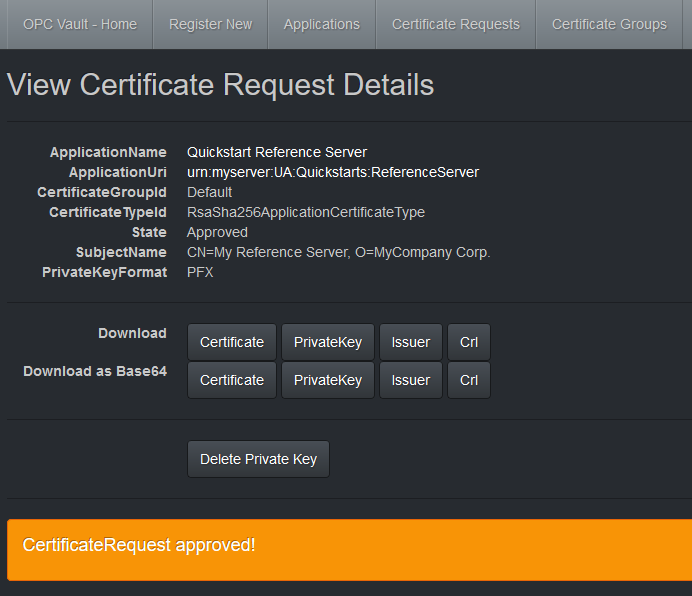 OPC Vault - Home Register New Applications Certificate Requests Certificate Groups
View Certificate Request Details
ApplicationName Quickstart Reference Server
ApplicationUri urn:myserver:UA:Quickstarts:ReferenceServer
CertificateGroupId Default
CertificateTypeId RsaSha256ApplicationCertificateType
State Approved
SubjectName CN=My Reference Server, O=MyCompany Corp.
PrivateKeyFormat PFX
Download Certificate PrivateKey Issuer Crl
Download as Base64 Certificate PrivateKey Issuer Crl
Delete Private Key
CertificateRequest approved!